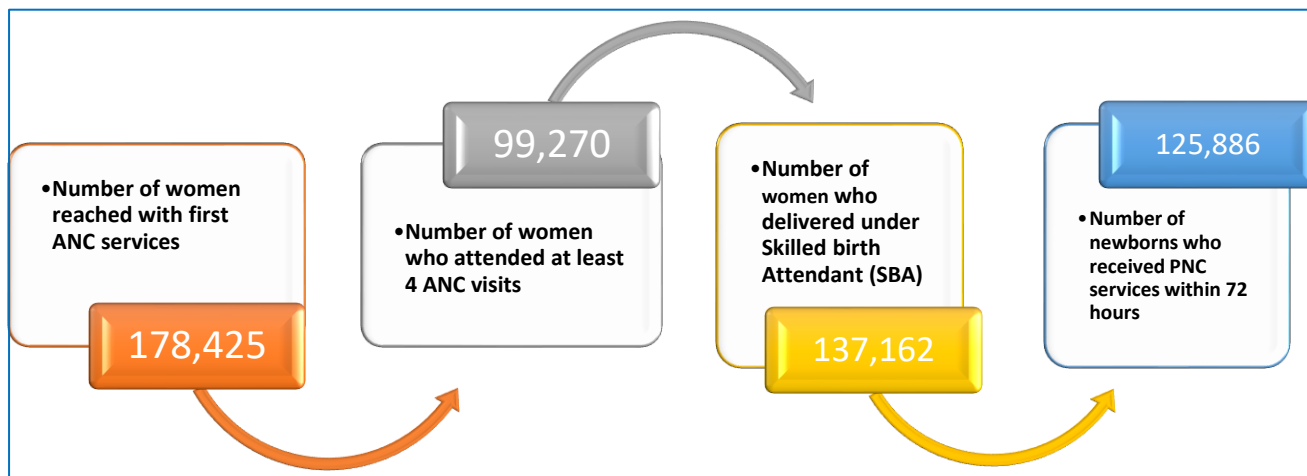 •Number of women
reached with first
ANC services
178,425
99,270
•Number of women
who attended at least
4 ANC visits
•Number of
women who
delivered under
Skilled birth
Attendant (SBA)
137,162
125,886
•Number of
newborns who
received PNC
services within 72
hours